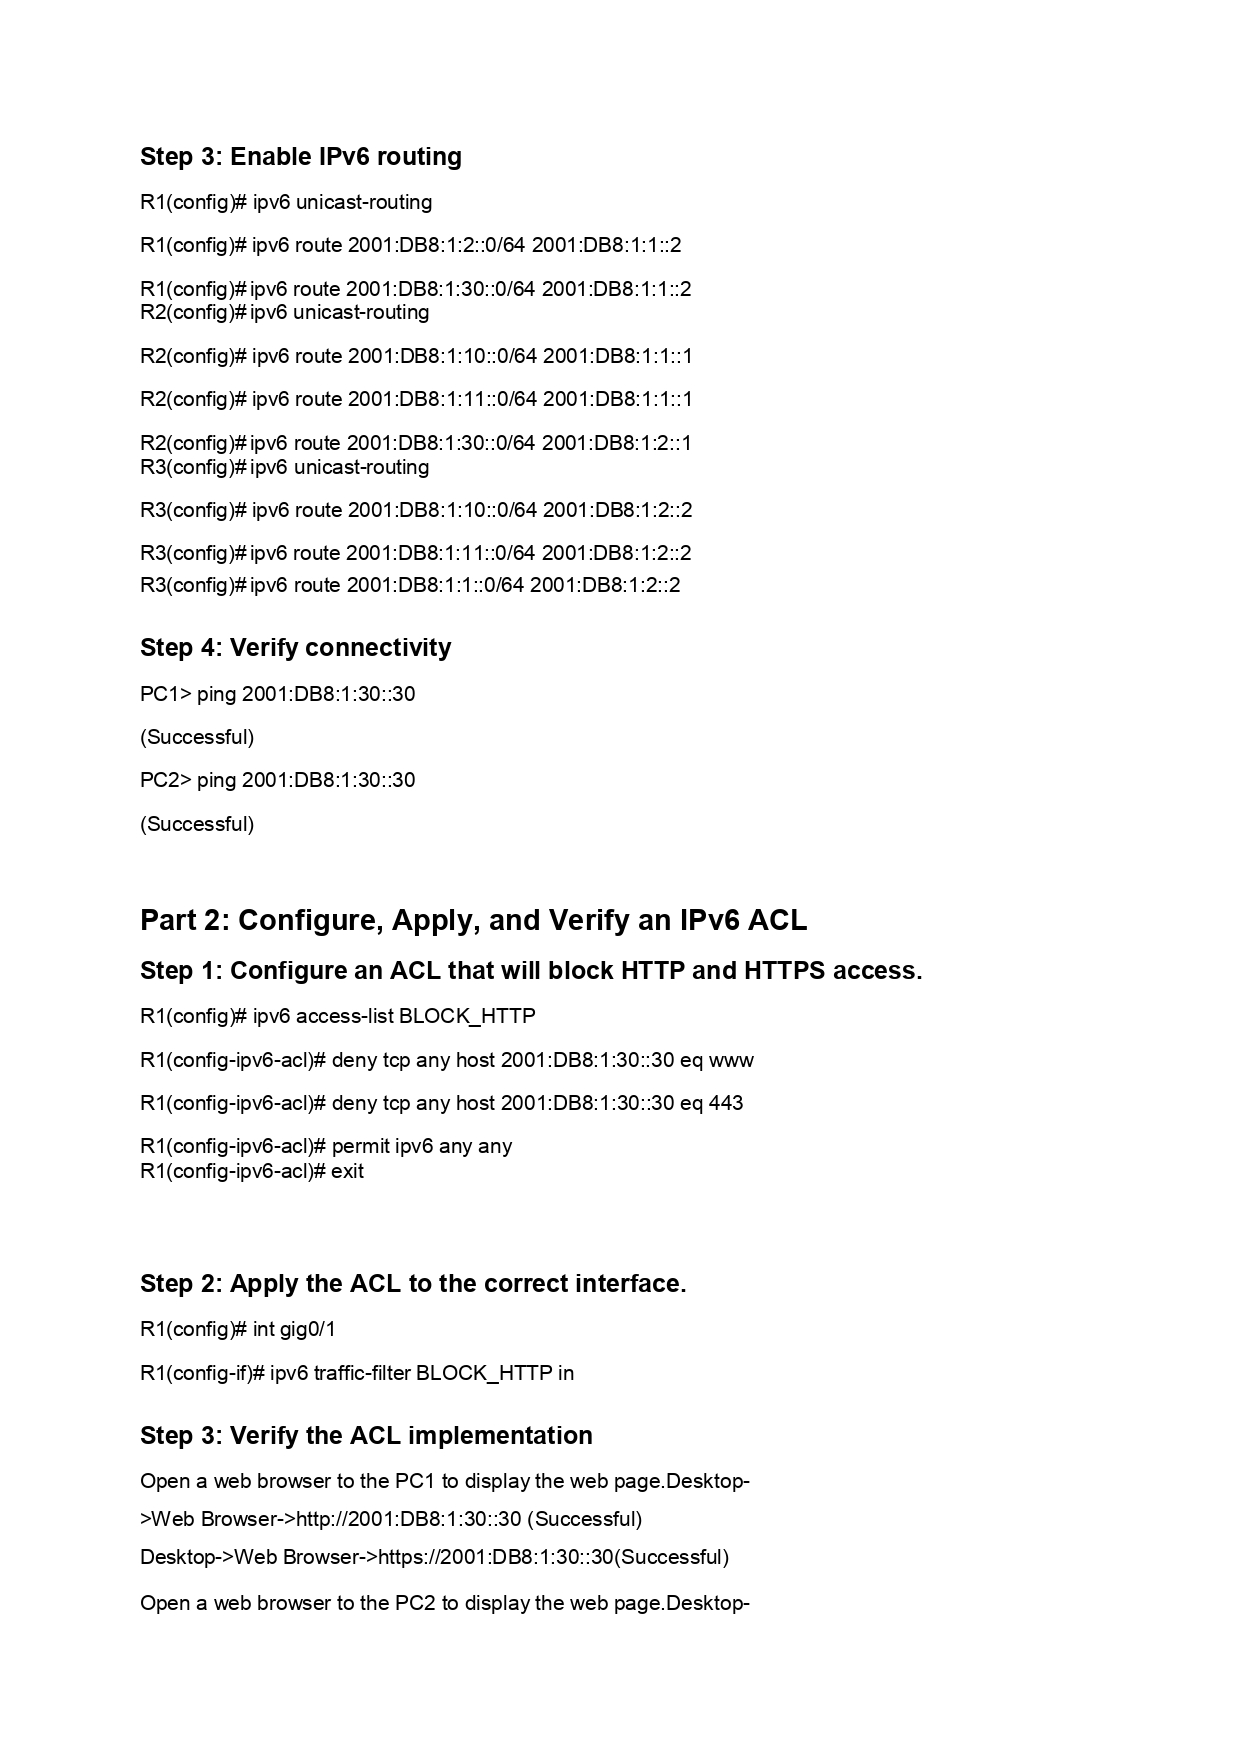 Step 3: Enable IPv6 routing
R1(config)# ipv6 unicast-routing
R1(config)# ipv6 route 2001:DB8:1:2::0/64 2001:DB8:1:1::2
R1(config)# ipv6 route 2001:DB8:1:30::0/64 2001:DB8:1:1::2
R2(config)# ipv6 unicast-routing
R2(config)# ipv6 route 2001:DB8:1:10::0/64 2001:DB8:1:1::1
R2(config)# ipv6 route 2001:DB8:1:11::0/64 2001:DB8:1:1::1
R2(config)# ipv6 route 2001:DB8:1:30::0/64 2001:DB8:1:2::1
R3(config)# ipv6 unicast-routing
R3(config)# ipv6 route 2001:DB8:1:10::0/64 2001:DB8:1:2::2
R3(config)# ipv6 route 2001:DB8:1:11::0/64 2001:DB8:1:2::2
R3(config)# ipv6 route 2001:DB8:1:1::0/64 2001:DB8:1:2::2
Step 4: Verify connectivity
PC1> ping 2001:DB8:1:30::30
(Successful)
PC2> ping 2001:DB8:1:30::30
(Successful)
Part 2: Configure, Apply, and Verify an IPv6 ACL
Step 1: Configure an ACL that will block HTTP and HTTPS access.
R1(config)# ipv6 access-list BLOCK_HTTP
R1(config-ipv6-acl)# deny tcp any host 2001:DB8:1:30::30 eq www
R1(config-ipv6-acl)# deny tcp any host 2001:DB8:1:30::30 eq 443
R1(config-ipv6-acl)# permit ipv6 any any
R1(config-ipv6-acl)# exit
Step 2: Apply the ACL to the correct interface.
R1(config)# int gig0/1
R1(config-if)# ipv6 traffic-filter BLOCK_HTTP in
Step 3: Verify the ACL implementation
Open a web browser to the PC1 to display the web page.Desktop-
>Web Browser->http://2001:DB8:1:30::30 (Successful)
Desktop->Web Browser->https://2001:DB8:1:30::30(Successful)
Open a web browser to the PC2 to display the web page.Desktop-